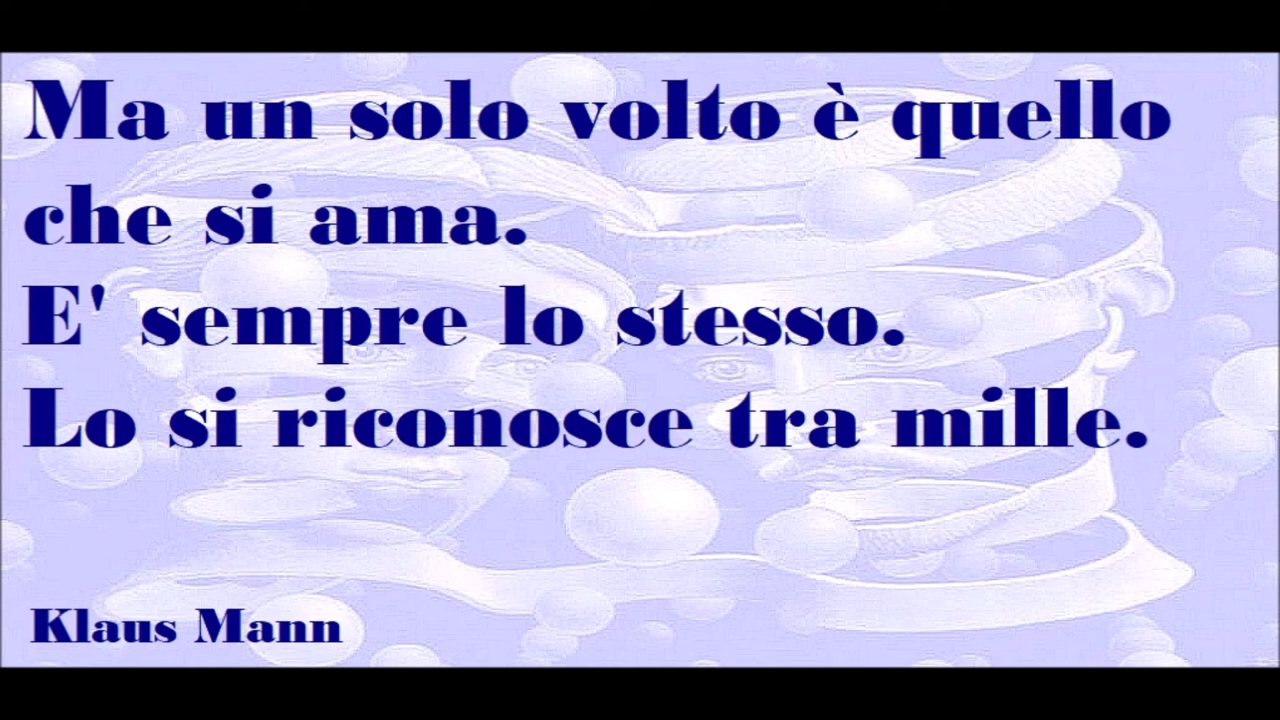 Ma un solo volto è quello
che si ama.
E' sempre lo stesso.
Lo si riconosce tra mille.
Klaus Mann